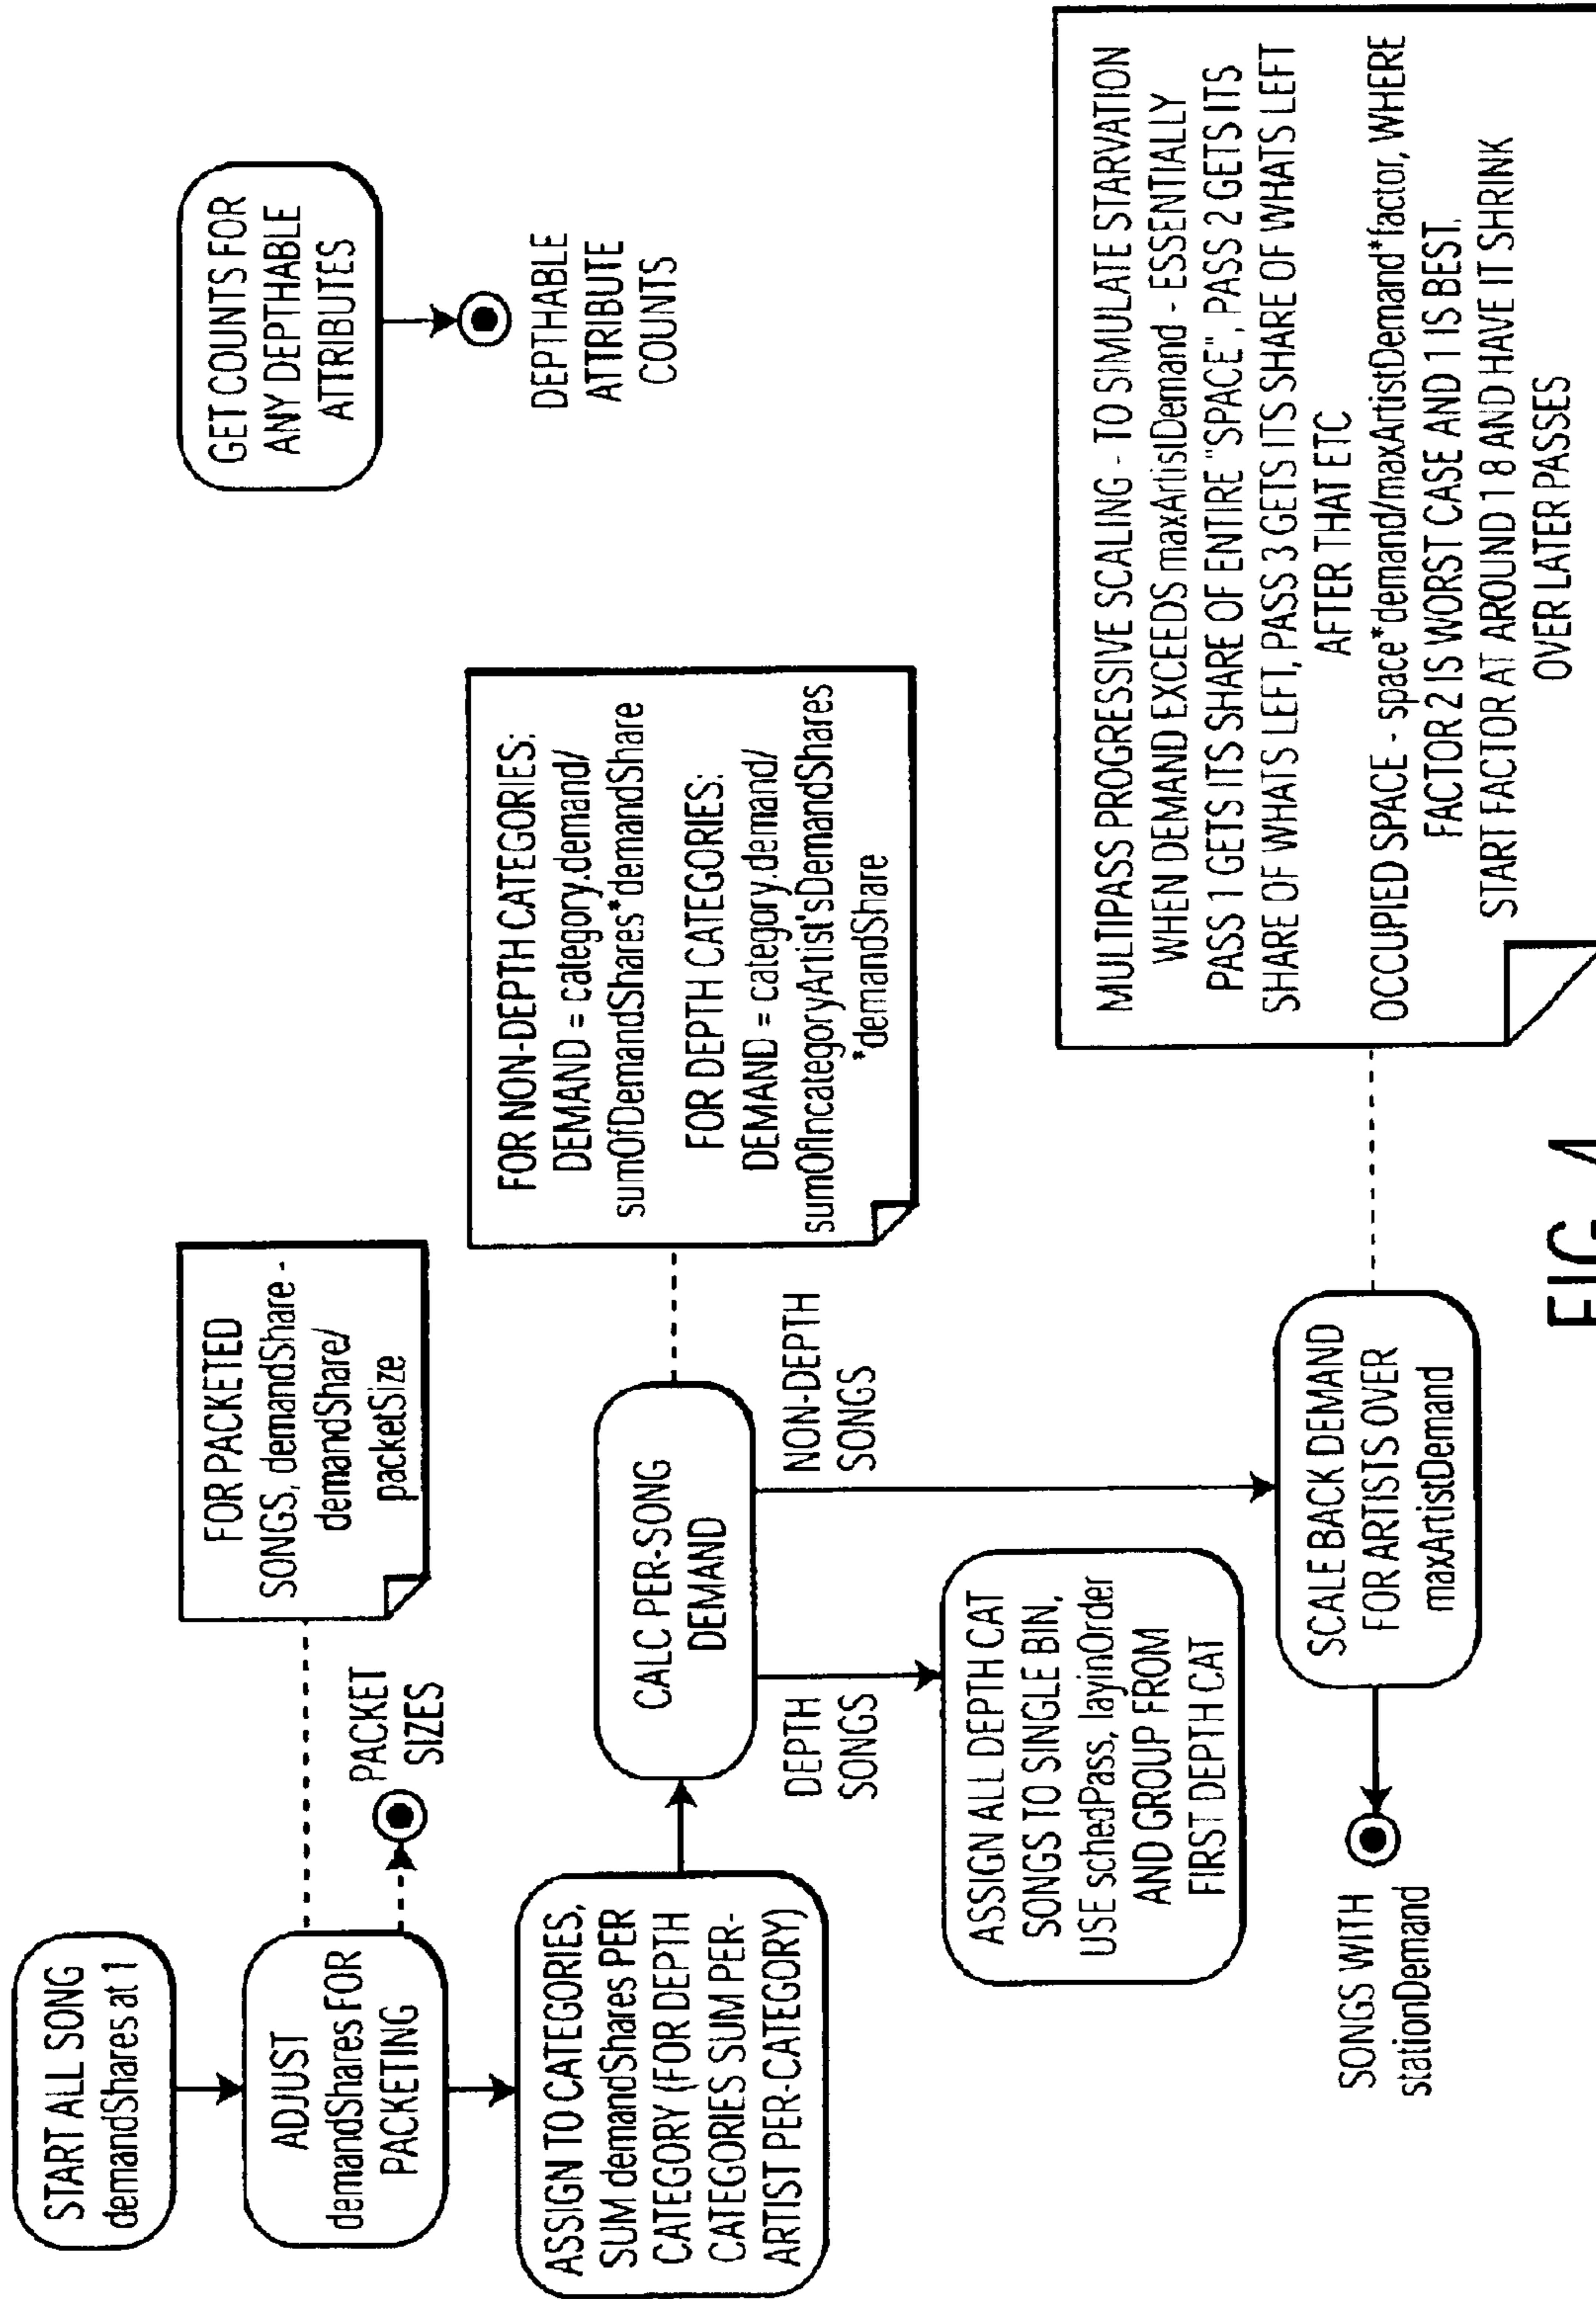 START ALL SONG
demandShares at 1
ADJUST
demandShares FOR
PACKETING
FOR PACKETED
SONGS, demandShare -
demandShare/
packetSize
PACKET
SIZES
GET COUNTS FOR
ANY DEPTHABLE
ATTRIBUTES
DEPTHABLE
ATTRIBUTE
COUNTS
ASSIGN TO CATEGORIES,
SUM demandShares PER
CATEGORY (FOR DEPTH
CATEGORIES SUM PER-
ARTIST PER-CATEGORY)
CALC PER-SONG
DEMAND
FOR NON-DEPTH CATEGORIES:
DEMAND = category.demand/
sumOfDemandShares*demandShare
FOR DEPTH CATEGORIES:
DEMAND = category.demand/
sumOfIncategoryArtist'sDemandShares
*demandShare
DEPTH
SONGS
NON-DEPTH
SONGS
ASSIGN ALL DEPTH CAT
SONGS TO SINGLE BIN,
USE schedPass, layinOrder
AND GROUP FROM
FIRST DEPTH CAT
SCALE BACK DEMAND
FOR ARTISTS OVER
maxArtistDemand
SONGS WITH
stationDemand
MULTIPASS PROGRESSIVE SCALING - TO SIMULATE STARVATION
WHEN DEMAND EXCEEDS maxArtistDemand - ESSENTIALLY
PASS 1 GETS ITS SHARE OF ENTIRE "SPACE", PASS 2 GETS ITS
SHARE OF WHATS LEFT, PASS 3 GETS ITS SHARE OF WHATS LEFT
AFTER THAT ETC
OCCUPIED SPACE - space*demand/maxArtistDemand*factor, WHERE
FACTOR 2 IS WORST CASE AND 1 IS BEST.
START FACTOR AT AROUND 1 8 AND HAVE IT SHRINK
OVER LATER PASSES
FIG. 4